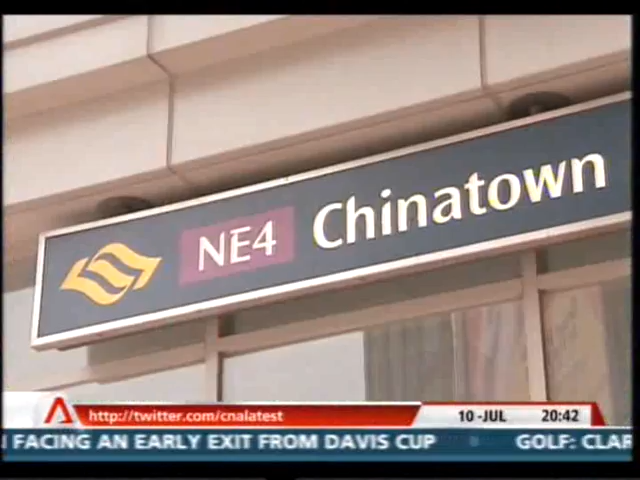 NE4 Chinatown
http://twitter.com/cnalatest
10-JUL 20:42
FACING AN EARLY EXIT FROM DAVIS CUP
GOLF: